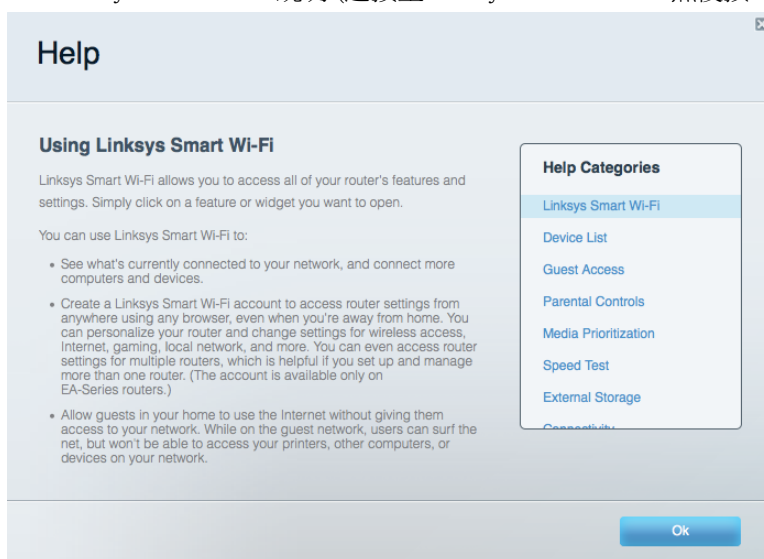 Help
Using Linksys Smart Wi-Fi
Linksys Smart Wi-Fi allows you to access all of your router's features and
settings. Simply click on a feature or widget you want to open.
You can use Linksys Smart Wi-Fi to:
• See what's currently connected to your network, and connect more
computers and devices.
• Create a Linksys Smart Wi-Fi account to access router settings from
anywhere using any browser, even when you're away from home. You
can personalize your router and change settings for wireless access,
Internet, gaming, local network, and more. You can even access router
settings for multiple routers, which is helpful if you set up and manage
more than one router. (The account is available only on
EA-Series routers.)
• Allow guests in your home to use the Internet without giving them
access to your network. While on the guest network, users can surf the
net, but won't be able to access your printers, other computers, or
devices on your network.
Help Categories
Linksys Smart Wi-Fi
Device List
Guest Access
Parental Controls
Media Prioritization
Speed Test
External Storage
Connectivity
Ok